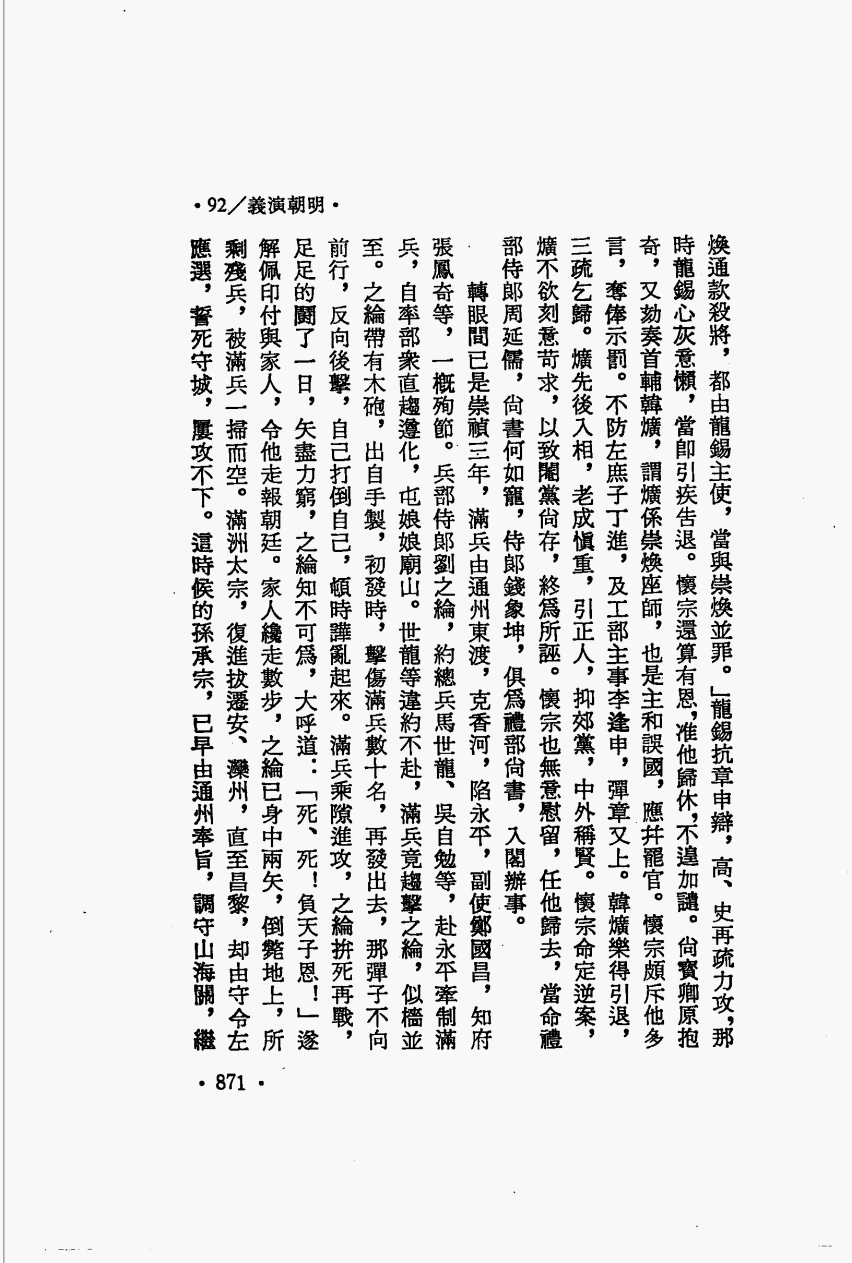 •92／義演朝明•
煥通款殺將，都由龍錫主使，當與崇煥並罪。」龍錫抗章申辯，高、史再疏力攻，那
時龍錫心灰意懶，當卽引疾告退。懷宗還算有恩，准他歸休，不遑加譴。尙寶卿原抱
奇，又劾奏首輔韓爌，謂爌係崇煥座師，也是主和誤國，應幷罷官。懷宗頗斥他多
言，奪俸示罰。不防左庶子丁進，及工部主事李逢申，彈章又上。韓爌樂得引退，
三疏乞歸。爌先後入相，老成愼重，引正人，抑邪黨，中外稱賢。懷宗命定逆案，
爌不欲刻意苛求，以致閹黨尙存，終爲所誣。懷宗也無意慰留，任他歸去，當命禮
部侍郎周延儒，尙書何如寵，侍郎錢象坤，俱爲禮部尙書，入閣辦事。
轉眼間已是崇禎三年，滿兵由通州東渡，克香河，陷永平，副使鄭國昌，知府
張鳳奇等，一概殉節。兵部侍郎劉之綸，約總兵馬世龍、吳自勉等，赴永平牽制滿
兵，自率部衆直趨遵化，屯娘娘廟山。世龍等違約不赴，滿兵竟趨擊之綸，似檣並
至。之綸帶有木砲，出自手製，初發時，擊傷滿兵數十名，再發出去，那彈子不向
前行，反向後擊，自己打倒自己，頓時譁亂起來。滿兵乘隙進攻，之綸拚死再戰，
足足的鬭了一日，矢盡力窮，之綸知不可爲，大呼道：「死、死！負天子恩！」遂
解佩印付與家人，令他走報朝廷。家人纔走數步，之綸已身中兩矢，倒斃地上，所
剩殘兵，被滿兵一掃而空。滿洲太宗，復進拔遷安、灤州，直至昌黎，却由守令左
應選，誓死守城，屢攻不下。這時候的孫承宗，已早由通州奉旨，調守山海關，繼
•871•